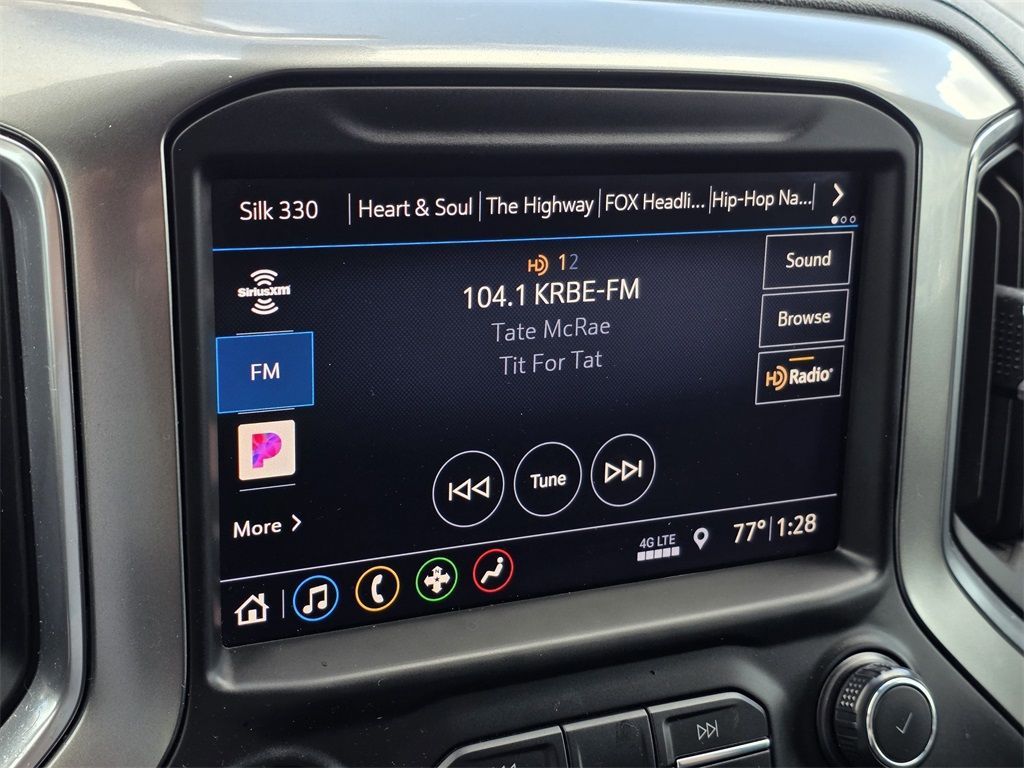 Silk 330 Heart & Soul The Highway FOX Headli... Hip-Hop Na...
SiriusXM
HD 12
104.1 KRBE-FM
Tate McRae
Tit For Tat
Sound
Browse
HD Radio
FM
P
More
Tune
4G LTE
77° 1:28
N